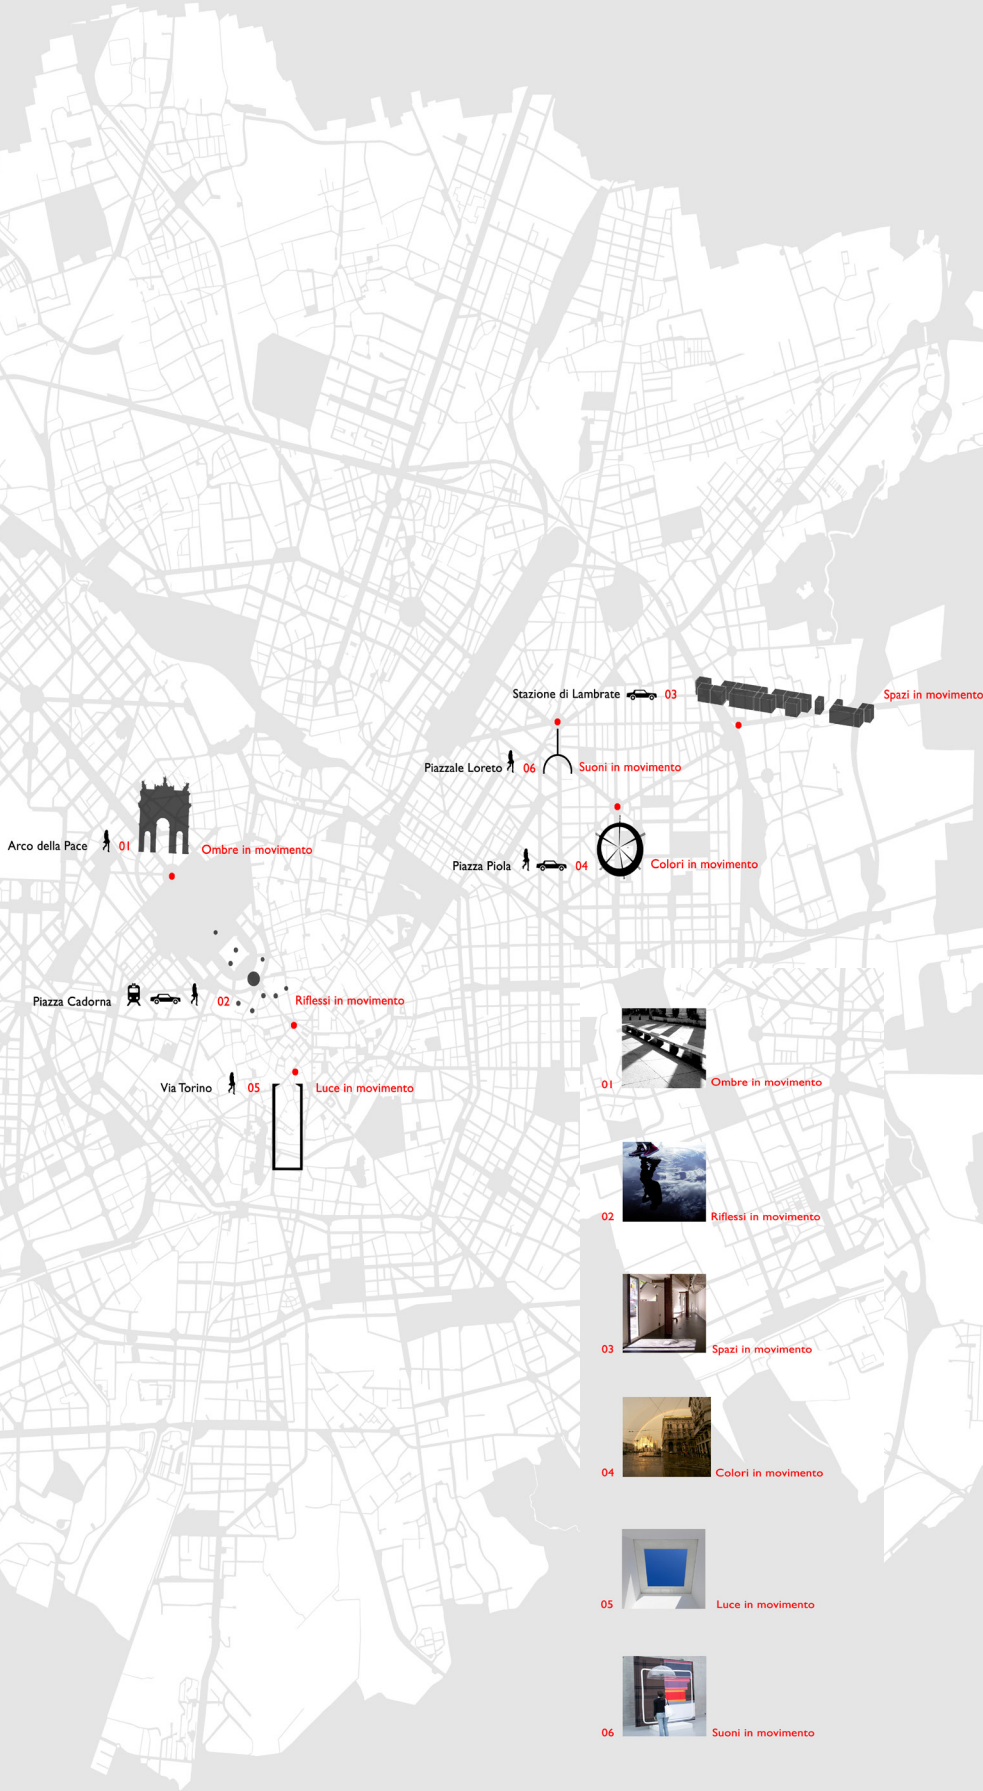 Stazione di Lambrate 03 Spazi in movimento
Piazzale Loreto 06 Suoni in movimento
Arco della Pace 01 Ombre in movimento
Piazza Piola 04 Colori in movimento
Piazza Cadorna 02 Riflessi in movimento
Via Torino 05 Luce in movimento
01 Ombre in movimento
02 Riflessi in movimento
03 Spazi in movimento
04 Colori in movimento
05 Luce in movimento
06 Suoni in movimento